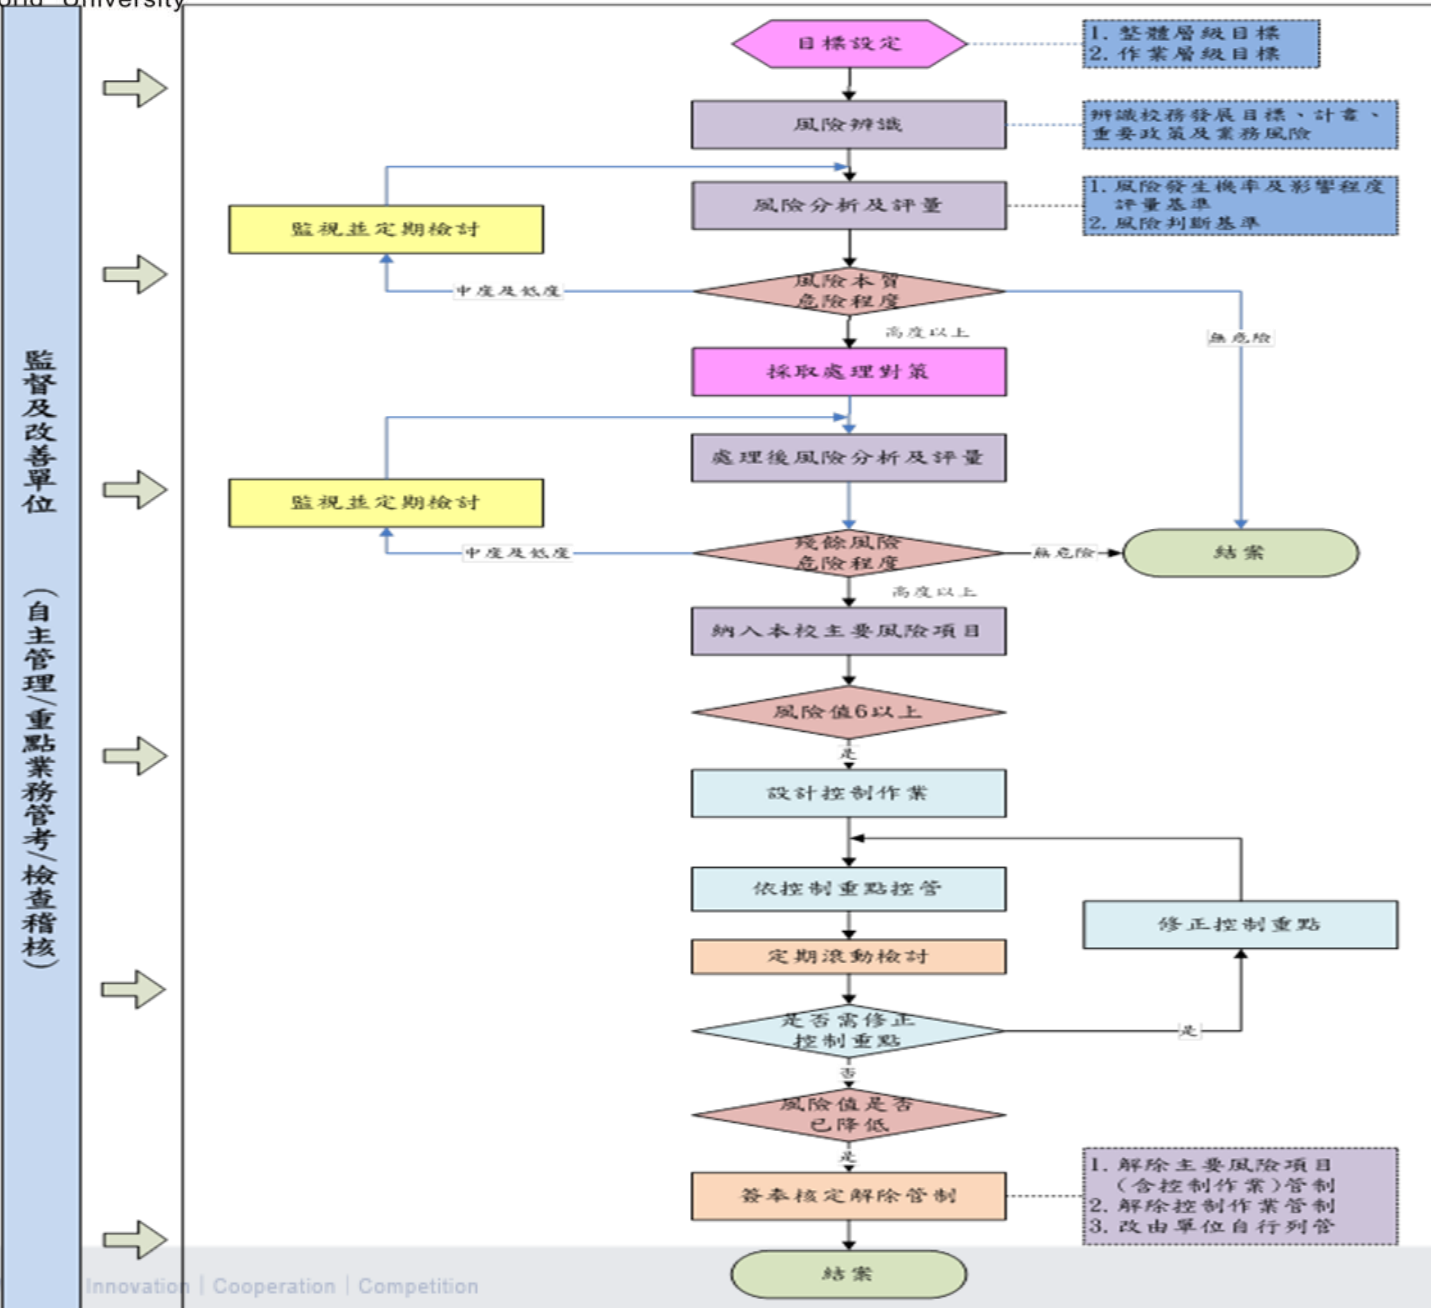 University
監督及改善單位
（自主管理/重點業務管考/檢查稽核）
目標設定
1. 整體層級目標
2. 作業層級目標
風險辨識
辨識校務發展目標、計畫、
重要政策及業務風險
風險分析及評量
1. 風險發生機率及影響程度
評量基準
2. 風險判斷基準
監視並定期檢討
風險本質
危險程度
中度及低度
無危險
高度以上
採取處理對策
處理後風險分析及評量
監視並定期檢討
殘餘風險
危險程度
中度及低度
無危險
結案
高度以上
納入本校主要風險項目
風險值6以上
是
設計控制作業
依控制重點控管
修正控制重點
定期滾動檢討
是否需修正
控制重點
是
否
風險值是否
已降低
是
簽奉核定解除管制
1. 解除主要風險項目
（含控制作業）管制
2. 解除控制作業管制
3. 改由單位自行列管
結案
Innovation | Cooperation | Competition